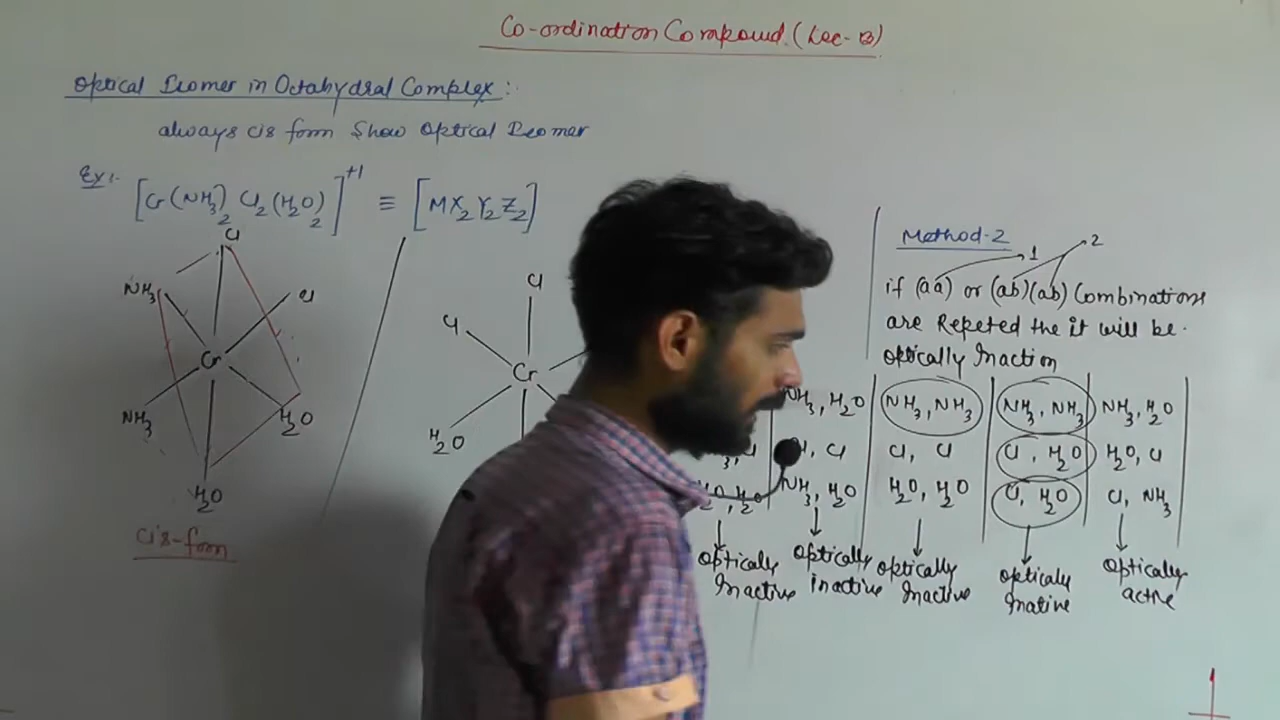 Co-ordination Compound. (Lec-13)
Optical Isomer in Octahydral Complex:
always cis form Show Optical Isomer
Ex:- [Cr(NH3)2 Cl2(H2O)2]+1 ≡ [MX2Y2Z2]
Cl
NH3 Cl
Cr
NH3 H2O
H2O
Cis-form
Cl
Cl
Cr
H2O
Method-2
1 2
if (aa) or (ab)(ab) Combinations
are Repeted the it will be.
optically Inaction
NH3, H2O | NH3, NH3 | NH3, NH3 | NH3, H2O
, Cl | , Cl | Cl, Cl | Cl, H2O | H2O, Cl
H2O, H2O | NH3, H2O | H2O, H2O | Cl, H2O | Cl, NH3
optically Inactive
optically inactive
optically Inactive
optically Inative
optically actve